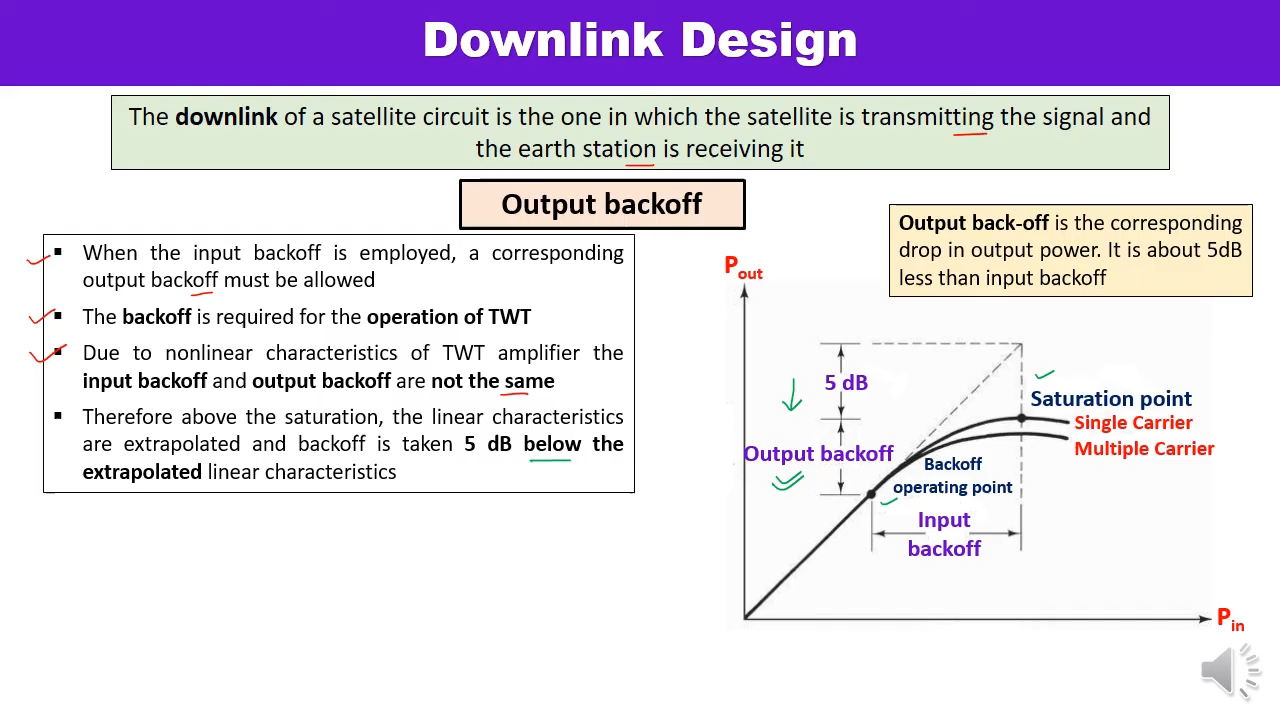 Downlink Design
The downlink of a satellite circuit is the one in which the satellite is transmitting the signal and
the earth station is receiving it
Output backoff
▪ When the input backoff is employed, a corresponding
output backoff must be allowed
▪ The backoff is required for the operation of TWT
▪ Due to nonlinear characteristics of TWT amplifier the
input backoff and output backoff are not the same
▪ Therefore above the saturation, the linear characteristics
are extrapolated and backoff is taken 5 dB below the
extrapolated linear characteristics
Output back-off is the corresponding
drop in output power. It is about 5dB
less than input backoff
Pout
5 dB
Saturation point
Single Carrier
Multiple Carrier
Output backoff
Backoff
operating point
Input
backoff
Pin